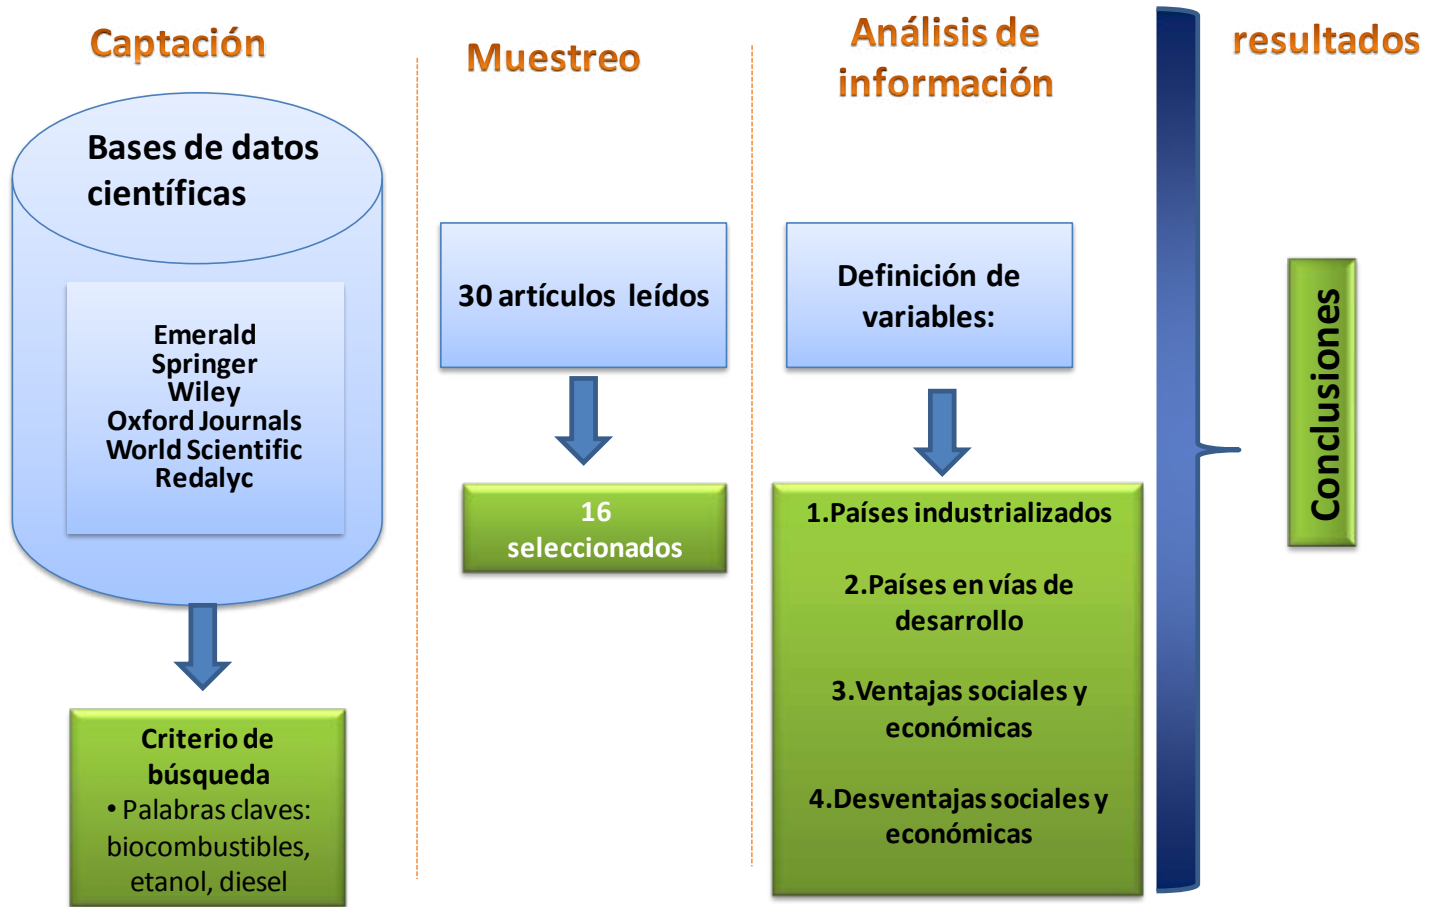 Captación
Bases de datos
científicas
Emerald
Springer
Wiley
Oxford Journals
World Scientific
Redalyc
Criterio de
búsqueda
• Palabras claves:
biocombustibles,
etanol, diesel
Muestreo
30 artículos leídos
16
seleccionados
Análisis de
información
Definición de
variables:
1.Países industrializados
2.Países en vías de
desarrollo
3.Ventajas sociales y
económicas
4.Desventajas sociales y
económicas
resultados
Conclusiones